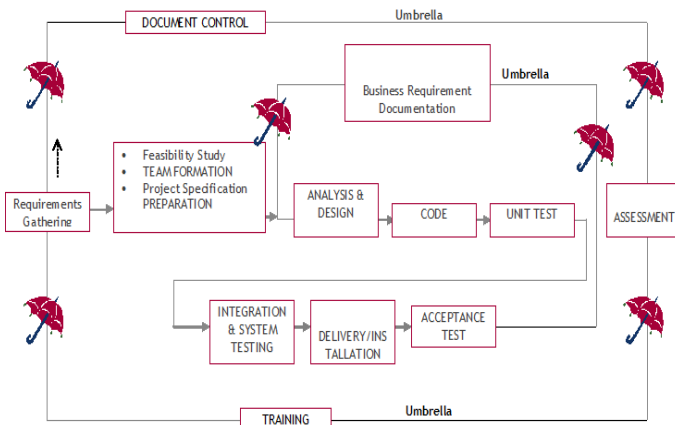 DOCUMENT CONTROL
Umbrella
Business Requirement
Documentation
Umbrella
• Feasibility Study
• TEAM FORMATION
• Project Specification
PREPARATION
Requirements
Gatherine
ANALYSIS &
DESIGN
CODE
UNIT TEST
ASSESSMENT
INTEGRATION
& SYSTEM
TESTING
DELIVERY/INS
TALLATION
ACCEPTANCE
TEST
TRAINING
Umbrella